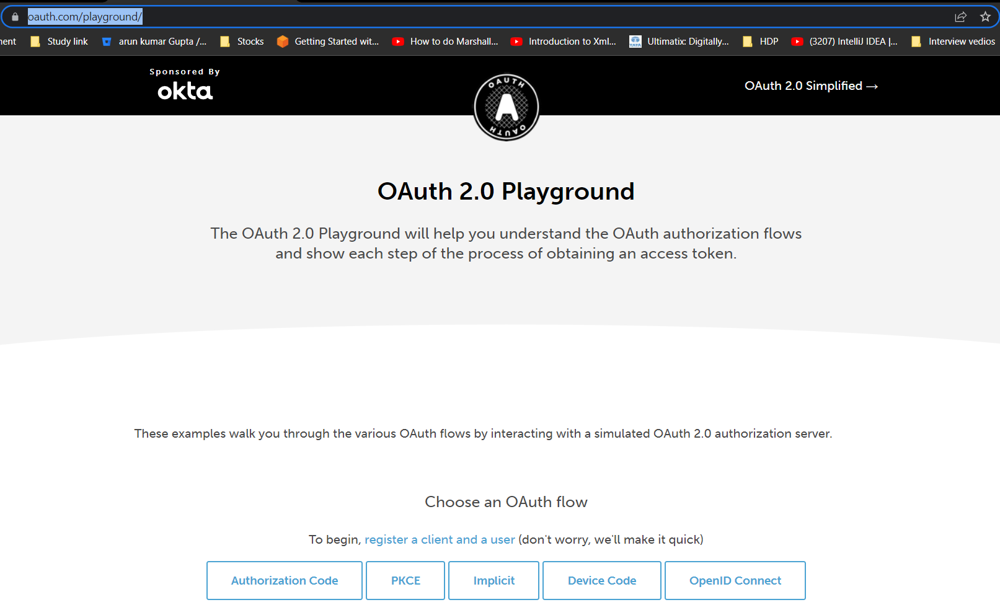 oauth.com/playground/
nent Study link arun kumar Gupta /... Stocks Getting Started wit... How to do Marshall... Introduction to Xml... TATA Ultimatix: Digitally... HDP (3207) IntelliJ IDEA |... Interview vedios
Sponsored By
okta
OAUTH
A
OAUTH
OAuth 2.0 Simplified →
OAuth 2.0 Playground
The OAuth 2.0 Playground will help you understand the OAuth authorization flows
and show each step of the process of obtaining an access token.
These examples walk you through the various OAuth flows by interacting with a simulated OAuth 2.0 authorization server.
Choose an OAuth flow
To begin, register a client and a user (don't worry, we'll make it quick)
Authorization Code PKCE Implicit Device Code OpenID Connect